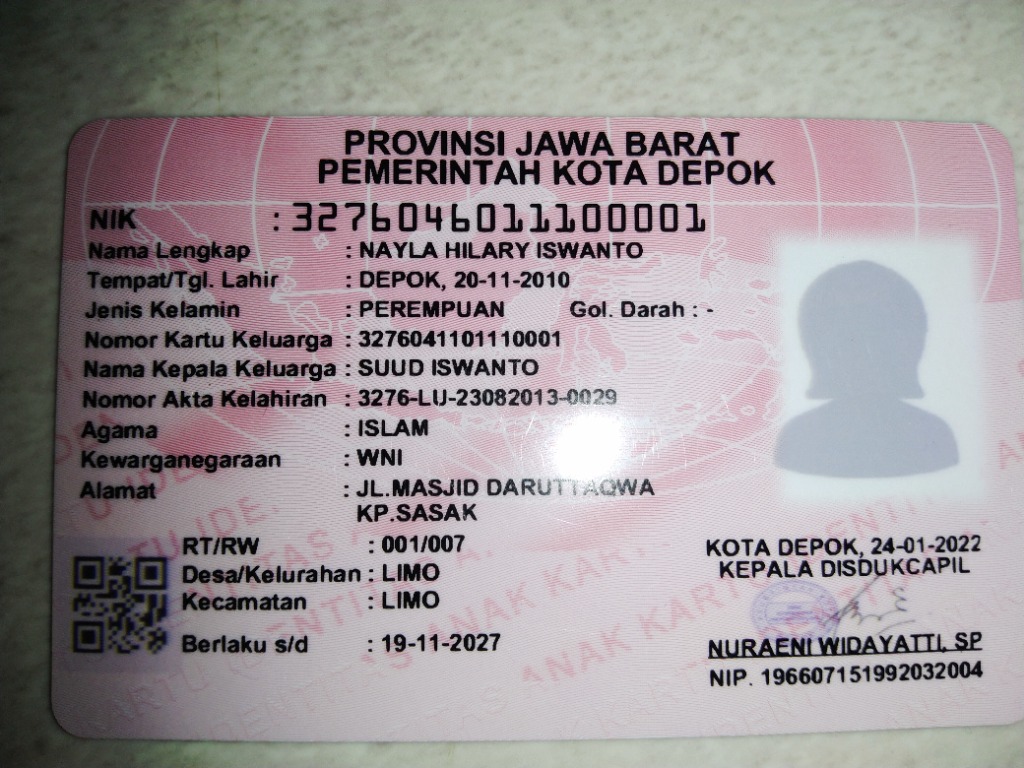 PROVINSI JAWA BARAT
PEMERINTAH KOTA DEPOK
NIK : 3276046011100001
Nama Lengkap : NAYLA HILARY ISWANTO
Tempat/Tgl. Lahir : DEPOK, 20-11-2010
Jenis Kelamin : PEREMPUAN Gol. Darah : -
Nomor Kartu Keluarga : 3276041101110001
Nama Kepala Keluarga : SUUD ISWANTO
Nomor Akta Kelahiran : 3276-LU-23082013-0029
Agama : ISLAM
Kewarganegaraan : WNI
Alamat : JL.MASJID DARUTTAQWA
KP.SASAK
RT/RW : 001/007
Desa/Kelurahan : LIMO
Kecamatan : LIMO
Berlaku s/d : 19-11-2027
KOTA DEPOK, 24-01-2022
KEPALA DISDUKCAPIL
NURAENI WIDAYATTI, SP
NIP. 196607151992032004